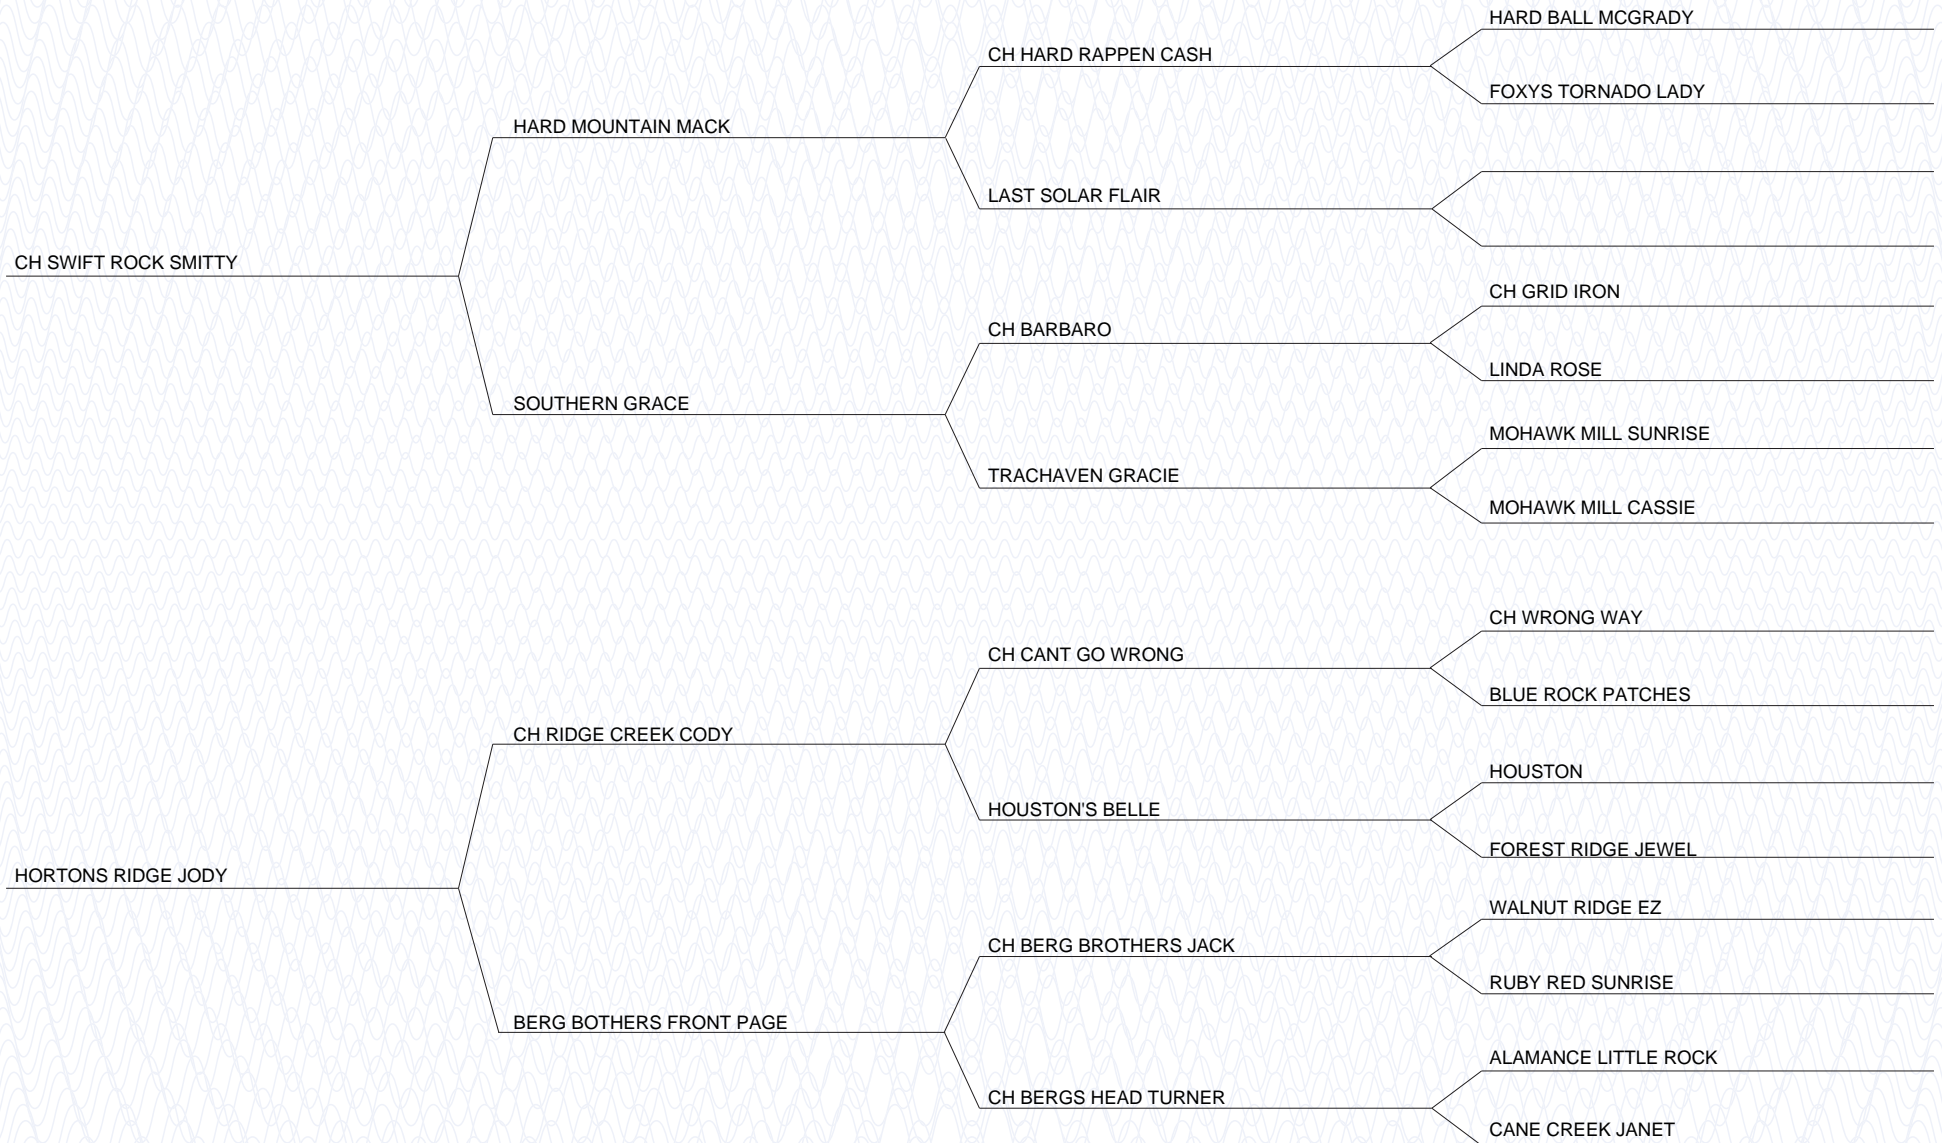 HARD BALL MCGRADY
CH HARD RAPPEN CASH
FOXYS TORNADO LADY
HARD MOUNTAIN MACK
LAST SOLAR FLAIR
CH SWIFT ROCK SMITTY
CH GRID IRON
CH BARBARO
LINDA ROSE
SOUTHERN GRACE
MOHAWK MILL SUNRISE
TRACHAVEN GRACIE
MOHAWK MILL CASSIE
CH WRONG WAY
CH CANT GO WRONG
BLUE ROCK PATCHES
CH RIDGE CREEK CODY
HOUSTON
HOUSTON'S BELLE
FOREST RIDGE JEWEL
HORTONS RIDGE JODY
WALNUT RIDGE EZ
CH BERG BROTHERS JACK
RUBY RED SUNRISE
BERG BOTHERS FRONT PAGE
ALAMANCE LITTLE ROCK
CH BERGS HEAD TURNER
CANE CREEK JANET